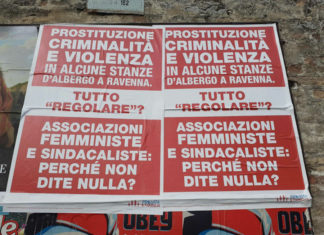 PROSTITUZIONE
CRIMINALITÀ
E VIOLENZA
IN ALCUNE STANZE
D'ALBERGO A RAVENNA.
TUTTO
"REGOLARE"?
ASSOCIAZIONI
FEMMINISTE
E SINDACALISTE:
PERCHÉ NON
DITE NULLA?
PROSTITUZIONE
CRIMINALITÀ
E VIOLENZA
IN ALCUNE STANZE
D'ALBERGO A RAVENNA.
TUTTO
"REGOLARE"?
ASSOCIAZIONI
FEMMINISTE
E SINDACALISTE:
PERCHÉ NON
DITE NULLA?
OBEY
OBEY